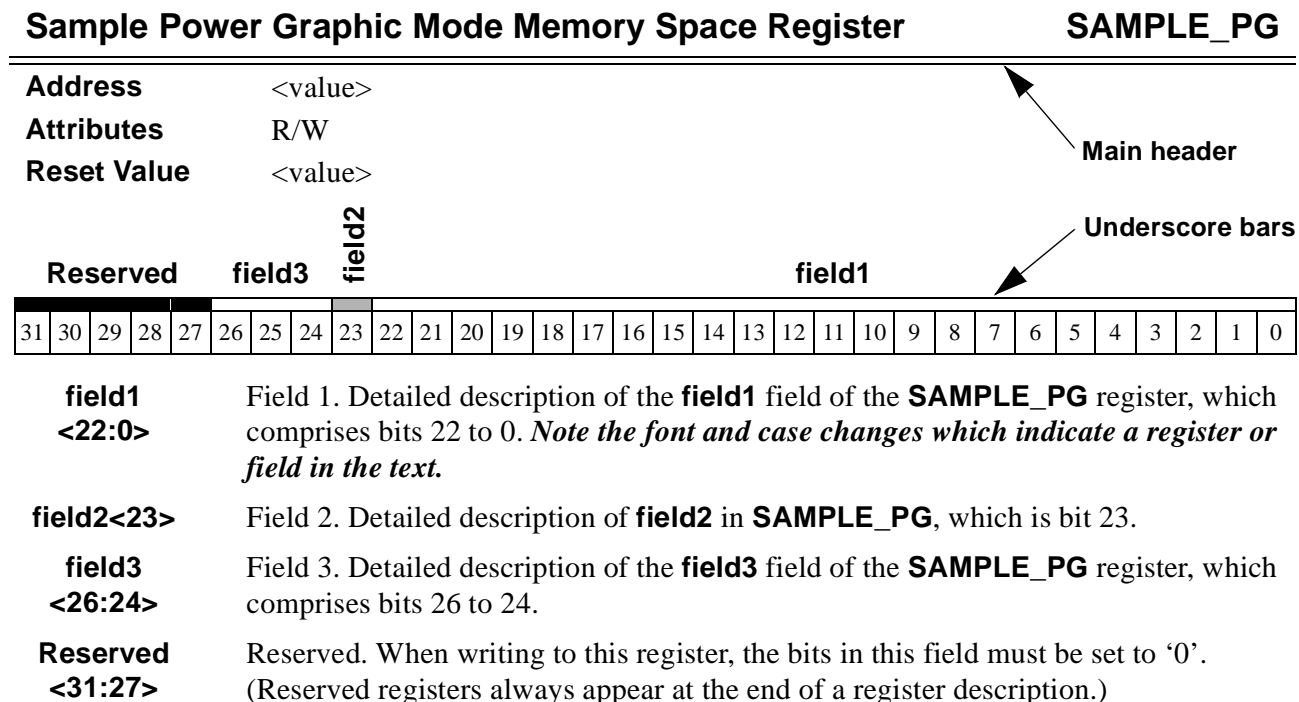 Sample Power Graphic Mode Memory Space Register SAMPLE_PG
Address <value>
Attributes R/W
Main header
Reset Value <value>
Underscore bars
Reserved field3 field2 field1
31 30 29 28 27 26 25 24 23 22 21 20 19 18 17 16 15 14 13 12 11 10 9 8 7 6 5 4 3 2 1 0
field1 Field 1. Detailed description of the field1 field of the SAMPLE_PG register, which
<22:0> comprises bits 22 to 0. Note the font and case changes which indicate a register or
field in the text.
field2<23> Field 2. Detailed description of field2 in SAMPLE_PG, which is bit 23.
field3 Field 3. Detailed description of the field3 field of the SAMPLE_PG register, which
<26:24> comprises bits 26 to 24.
Reserved Reserved. When writing to this register, the bits in this field must be set to ‘0’.
<31:27> (Reserved registers always appear at the end of a register description.)